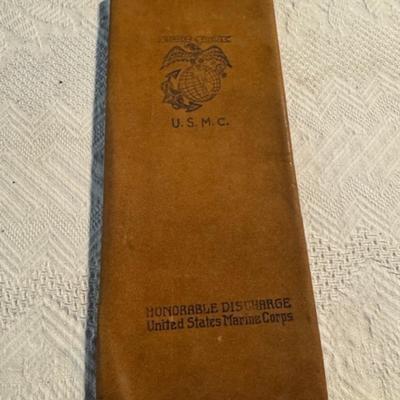 U. S. M. C.
HONORABLE DISCHARGE
United States Marine Corps